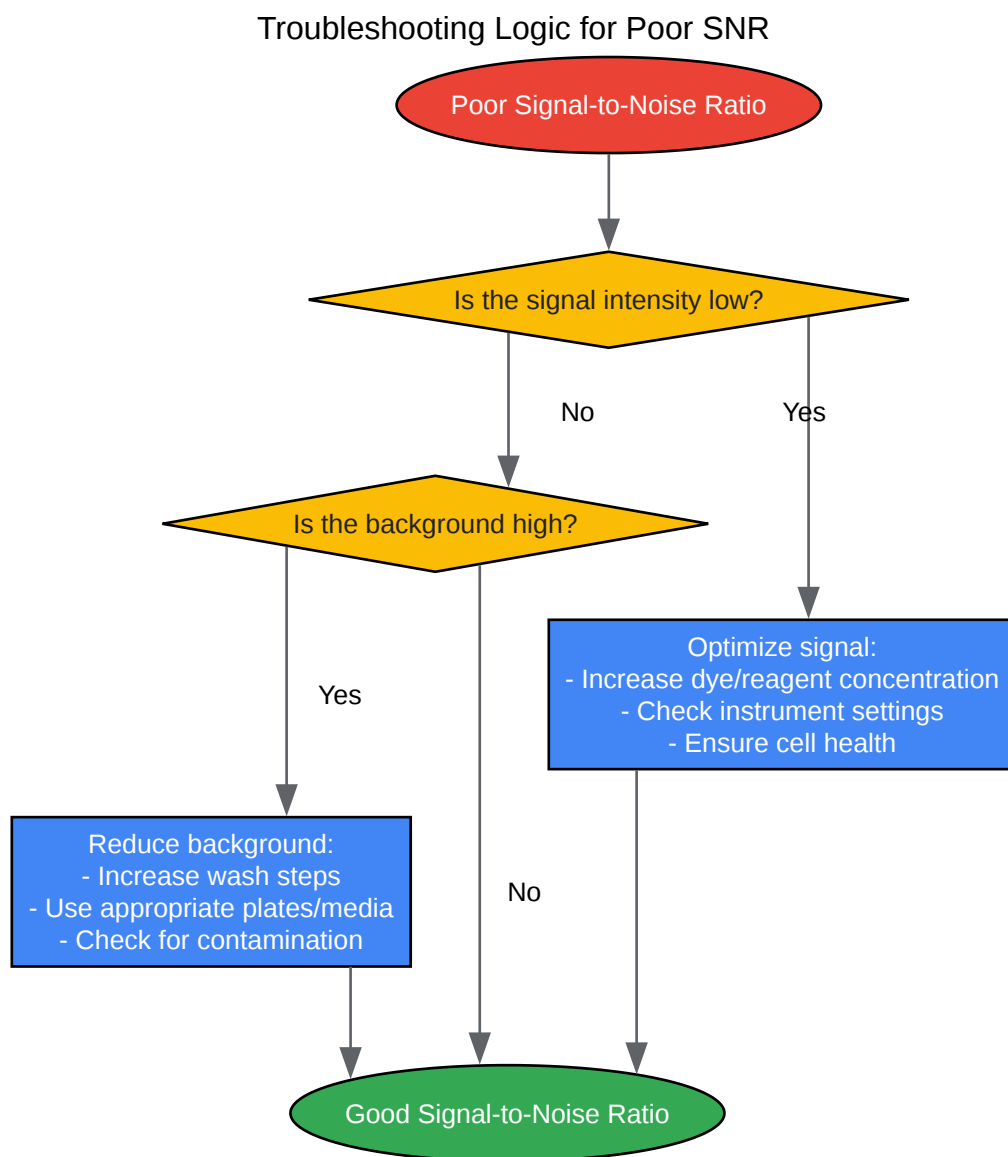 Troubleshooting Logic for Poor SNR
Poor Signal-to-Noise Ratio
Is the signal intensity low?
No
Yes
Is the background high?
Optimize signal:
- Increase dye/reagent concentration
- Check instrument settings
- Ensure cell health
Yes
Reduce background:
- Increase wash steps
- Use appropriate plates/media
- Check for contamination
No
Good Signal-to-Noise Ratio